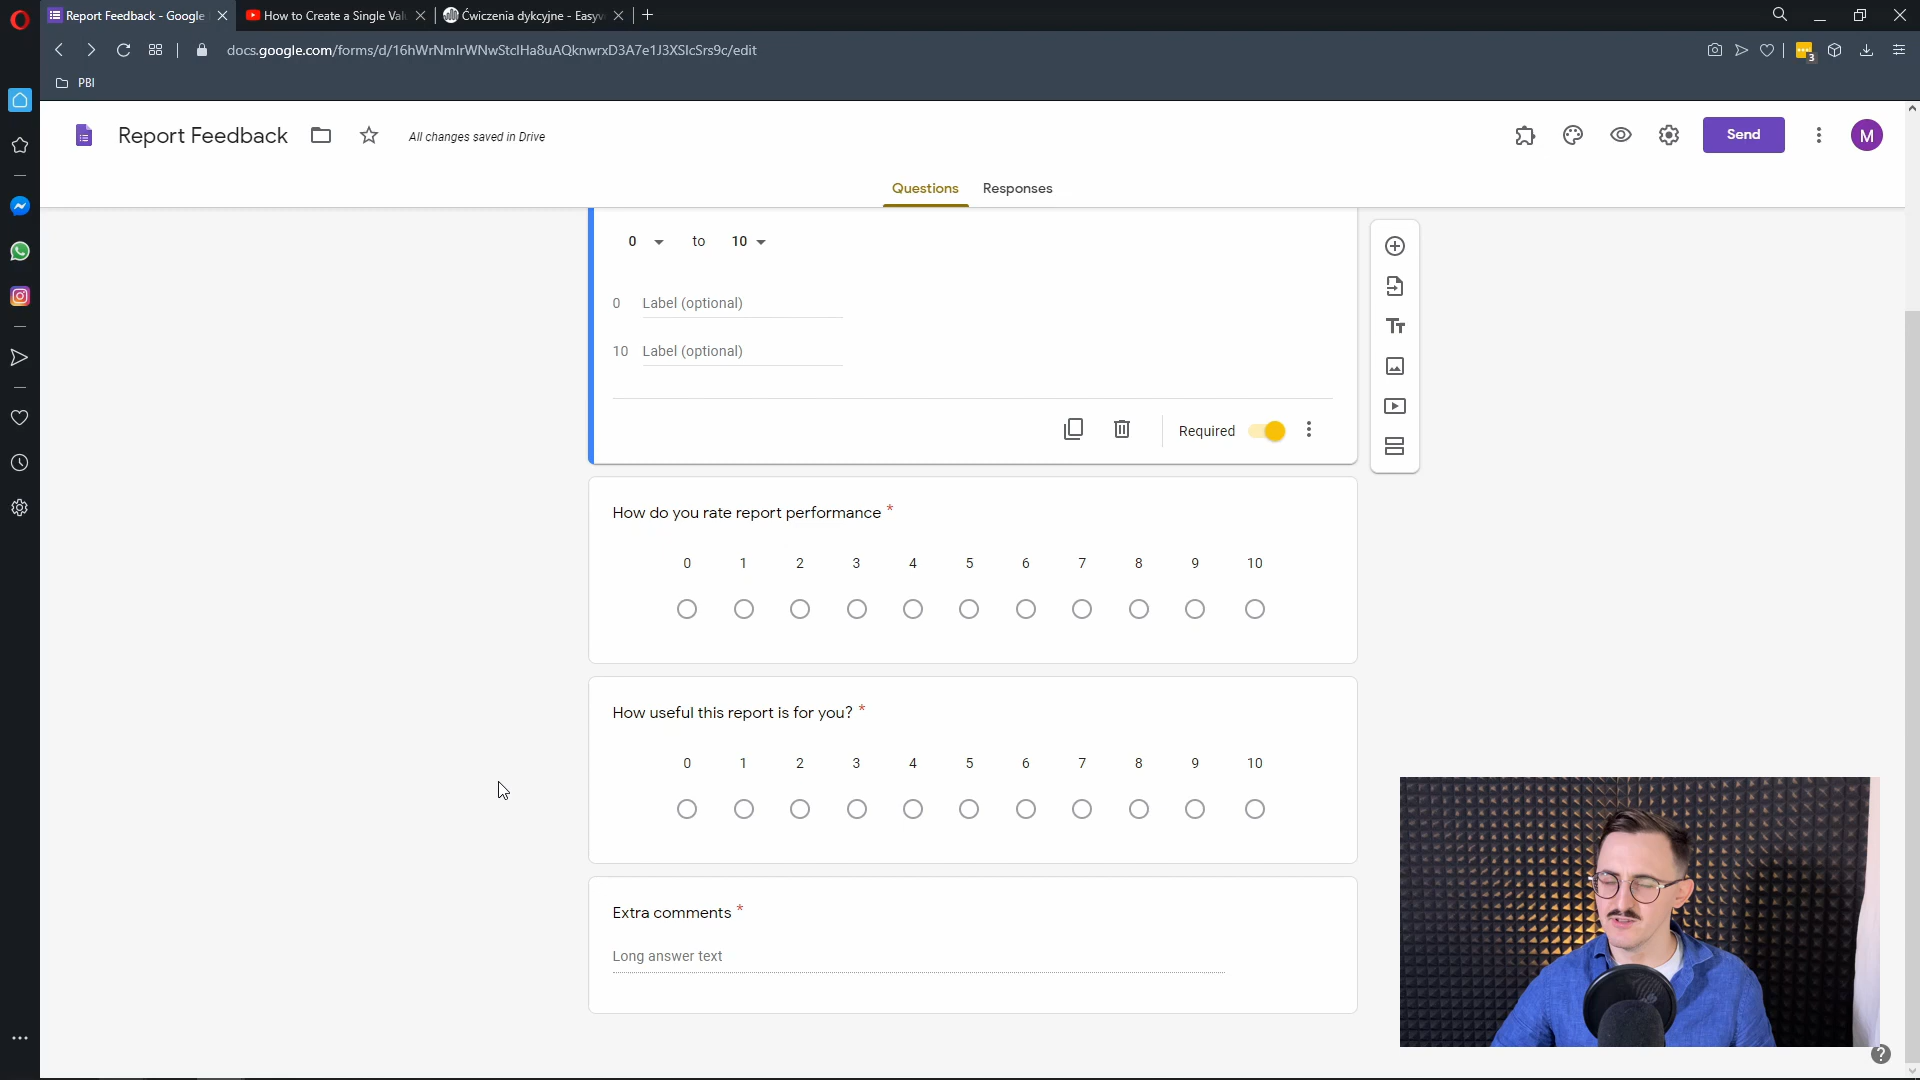 Report Feedback - Google
How to Create a Single Val
Ćwiczenia dykcyjne - Easyv
docs.google.com/forms/d/16hWrNmlrWNwStclHa8uAQknwrxD3A7e1J3XSlcSrs9c/edit
3
PBI
Report Feedback
All changes saved in Drive
Send
M
Questions
Responses
0 to 10
0 Label (optional)
10 Label (optional)
Required
How do you rate report performance *
0 1 2 3 4 5 6 7 8 9 10
How useful this report is for you? *
0 1 2 3 4 5 6 7 8 9 10
Extra comments *
Long answer text